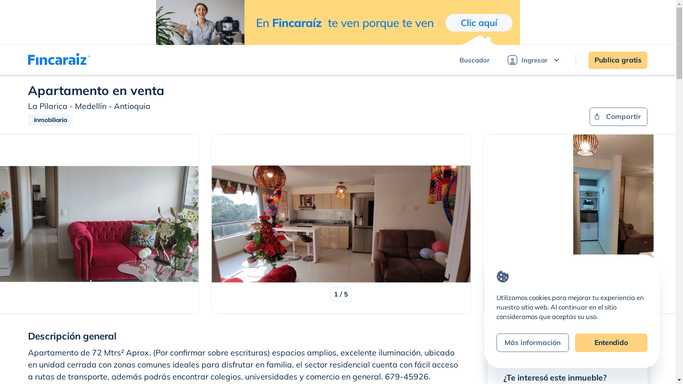 En Fincaraíz te ven porque te ven
Clic aquí
Fincaraiz
Buscador
Ingresar
Publica gratis
Apartamento en venta
La Pilarica - Medellín - Antioquia
Inmobiliaria
Compartir
1 / 5
Utilizamos cookies para mejorar tu experiencia en
nuestro sitio web. Al continuar en el sitio
consideramos que aceptas su uso.
Más información
Entendido
Descripción general
Apartamento de 72 Mtrs² Aprox. (Por confirmar sobre escrituras) espacios amplios, excelente iluminación, ubicado
en unidad cerrada con zonas comunes ideales para disfrutar en familia, el sector residencial cuenta con fácil acceso
a rutas de transporte, además podrás encontrar colegios, universidades y comercio en general. 679-45926.
¿Te interesó este inmueble?